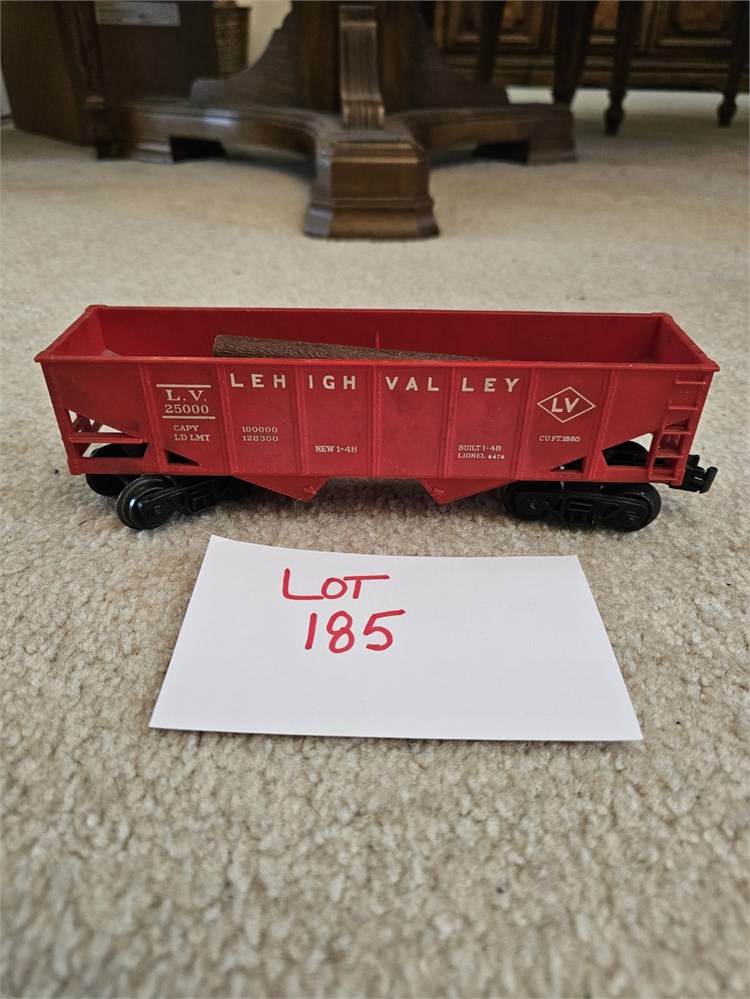 LEHIGH VALLEY
L.V.
25000
CAPY 100000
LD LMT 128300
NEW 1-48
BUILT 1-48
LIONEL 6476
LV
CU FT. 1860
LOT
185